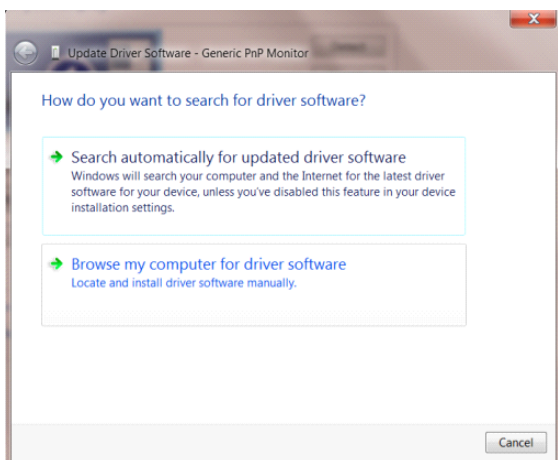 Update Driver Software - Generic PnP Monitor
How do you want to search for driver software?
Search automatically for updated driver software
Windows will search your computer and the Internet for the latest driver
software for your device, unless you've disabled this feature in your device
installation settings.
Browse my computer for driver software
Locate and install driver software manually.
Cancel